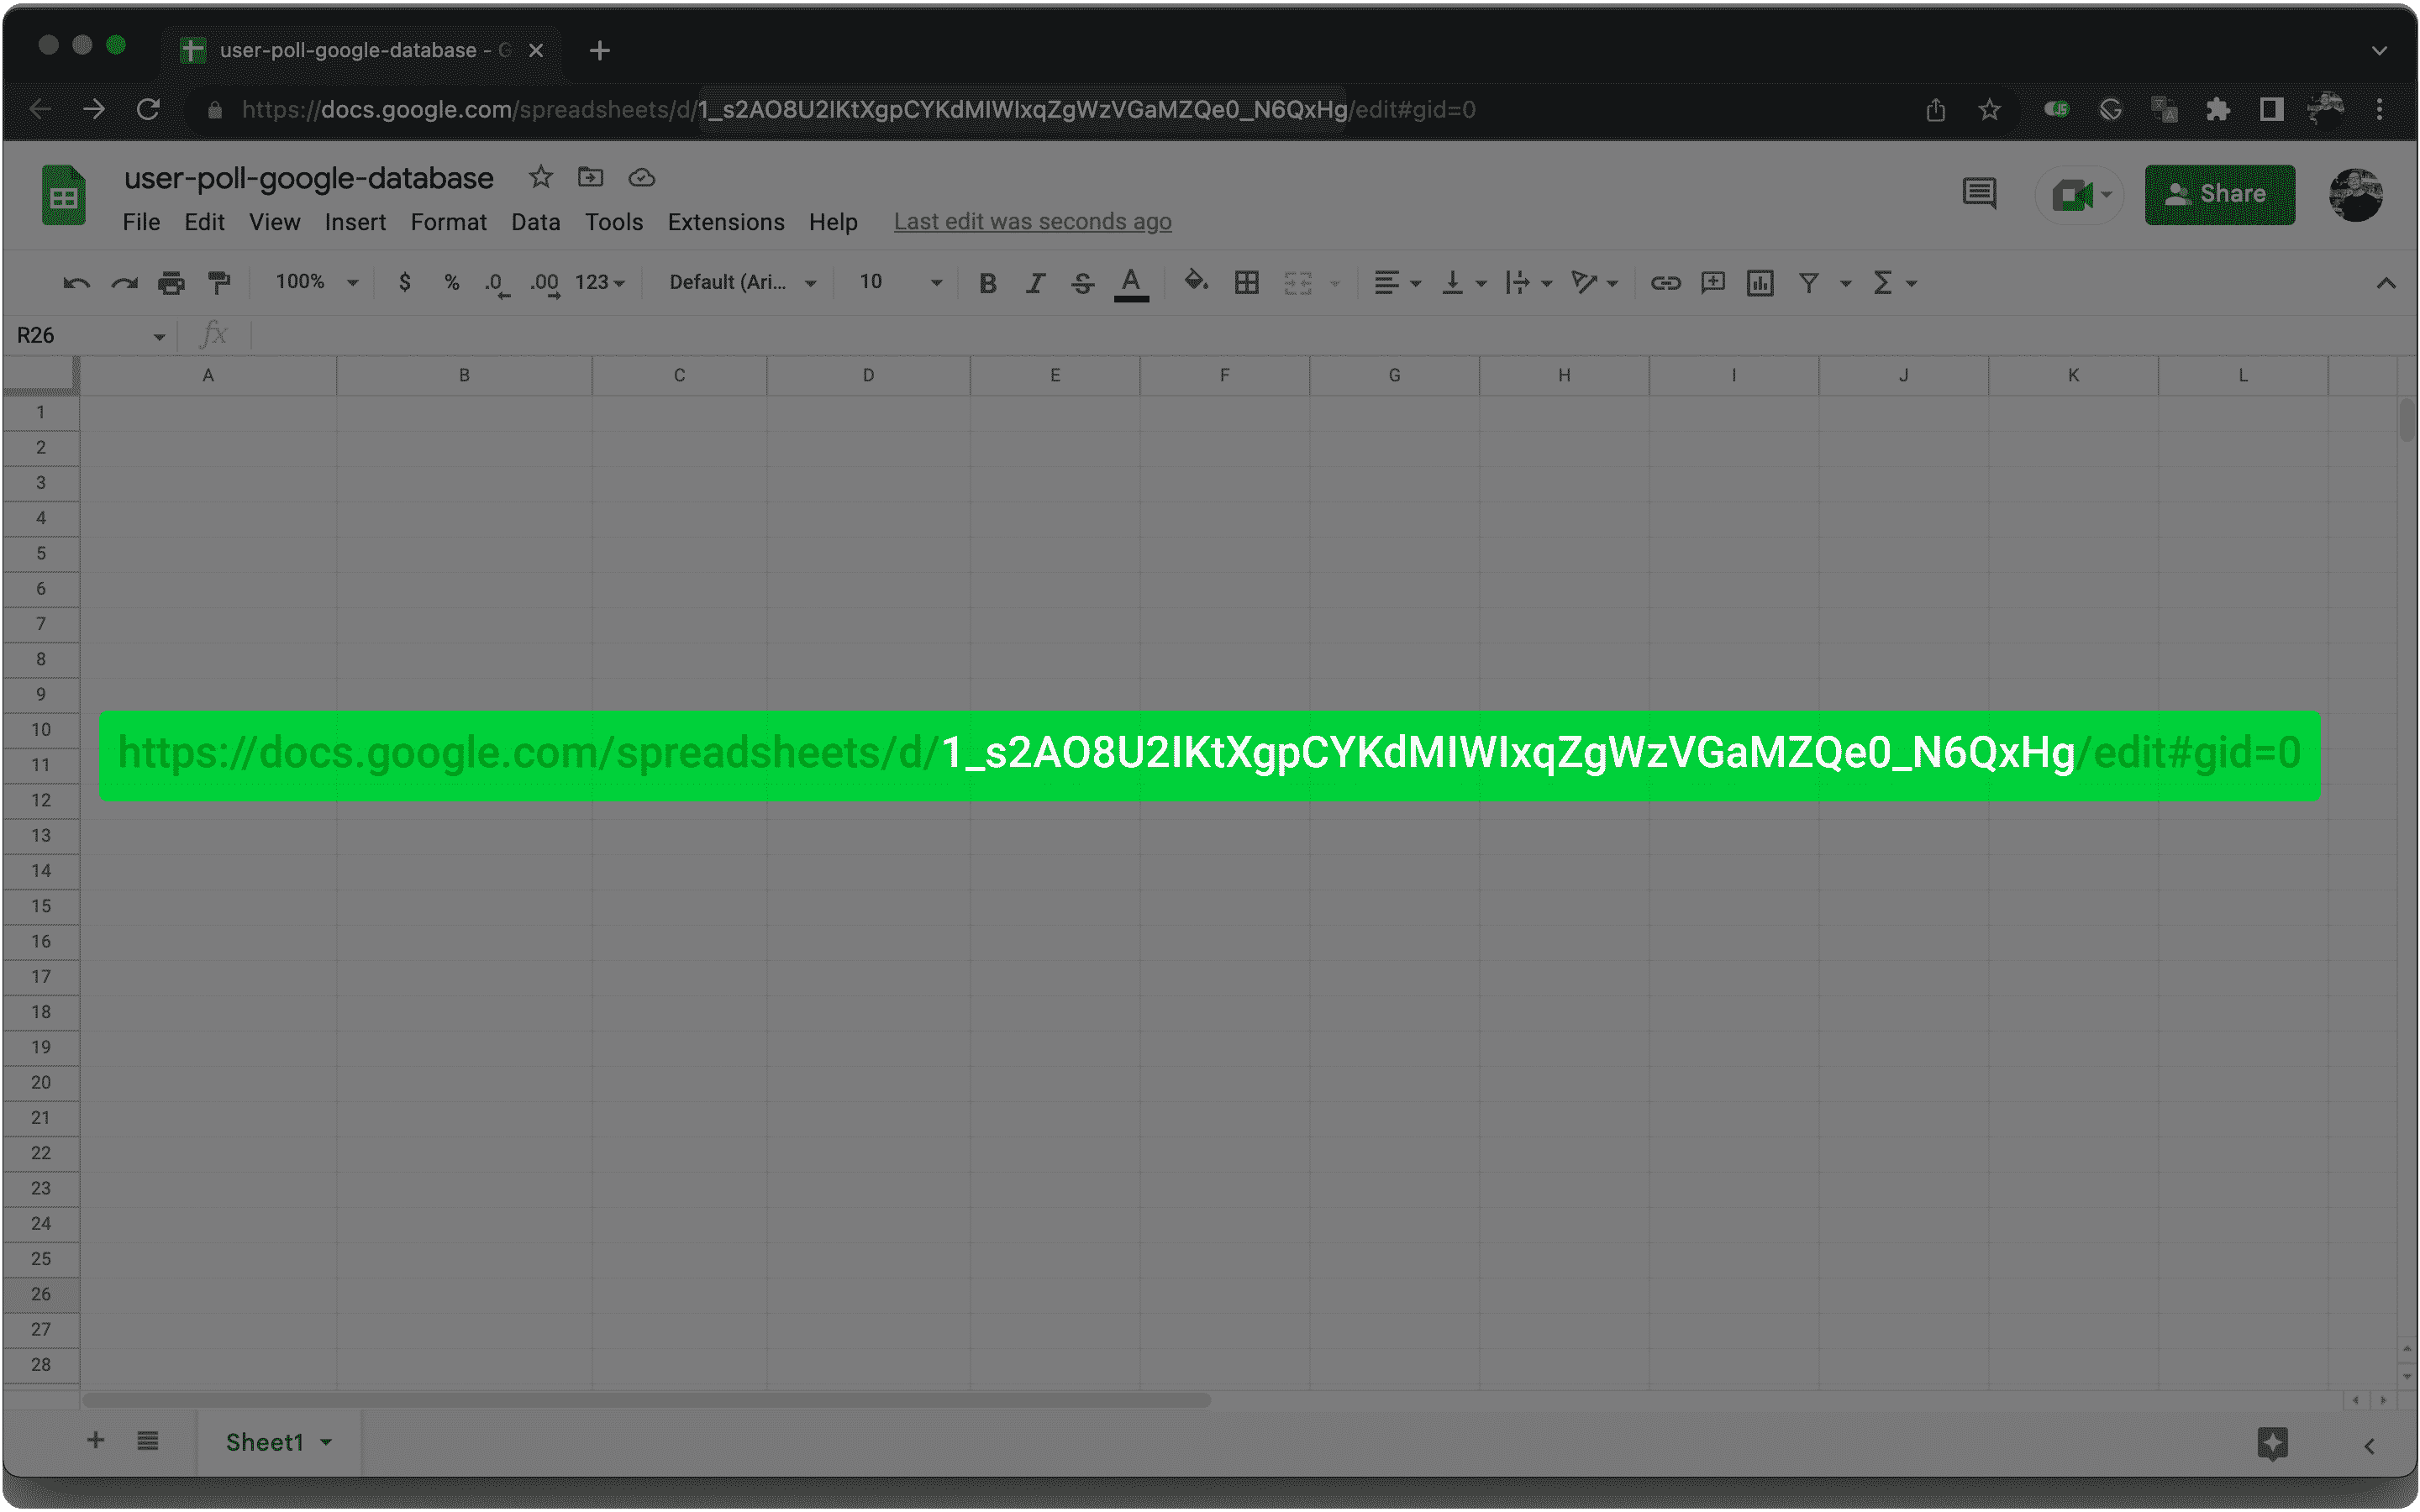 user-poll-google-database - G
https://docs.google.com/spreadsheets/d/1_s2AO8U2IKtXgpCYKdMIWIxqZgWzVGaMZQe0_N6QxHg/edit#gid=0
user-poll-google-database
File Edit View Insert Format Data Tools Extensions Help Last edit was seconds ago
Share
100% $ % .0 .00 123 Default (Ari... 10 B I S A
R26 fx
A B C D E F G H I J K L
1
2
3
4
5
6
7
8
9
10
https://docs.google.com/spreadsheets/d/1_s2AO8U2IKtXgpCYKdMIWIxqZgWzVGaMZQe0_N6QxHg/edit#gid=0
11
12
13
14
15
16
17
18
19
20
21
22
23
24
25
26
27
28
Sheet1